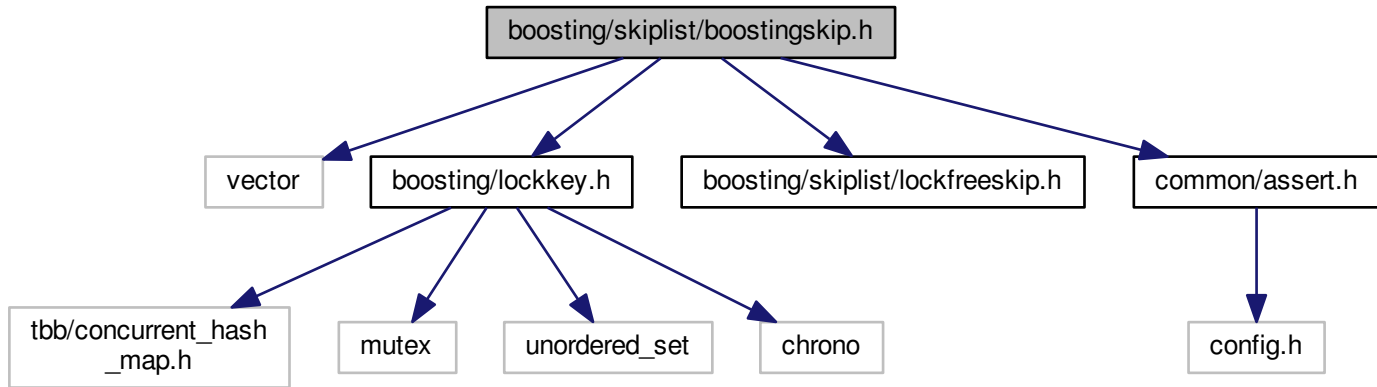 boosting/skiplist/boostingskip.h
vector
boosting/lockkey.h
boosting/skiplist/lockfreeskip.h
common/assert.h
tbb/concurrent_hash
_map.h
mutex
unordered_set
chrono
config.h